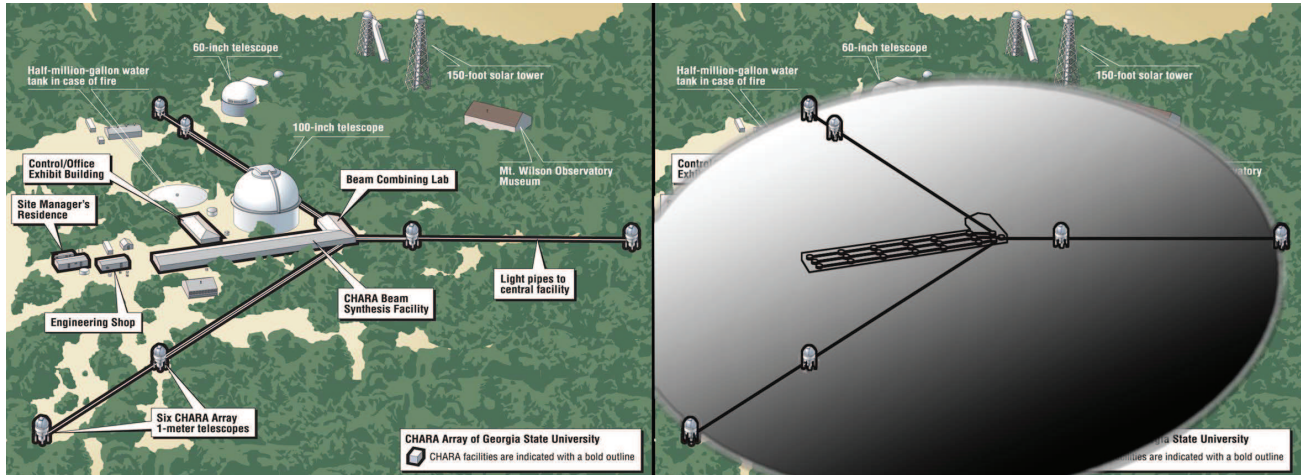 60-inch telescope
Half-million-gallon water
tank in case of fire
150-foot solar tower
100-inch telescope
Control/Office
Exhibit Building
Beam Combining Lab
Mt. Wilson Observatory
Museum
Site Manager's
Residence
Light pipes to
central facility
CHARA Beam
Synthesis Facility
Engineering Shop
Six CHARA Array
1-meter telescopes
CHARA Array of Georgia State University
CHARA facilities are indicated with a bold outline
60-inch telescope
Half-million-gallon water
tank in case of fire
150-foot solar tower
State University
are indicated with a bold outline